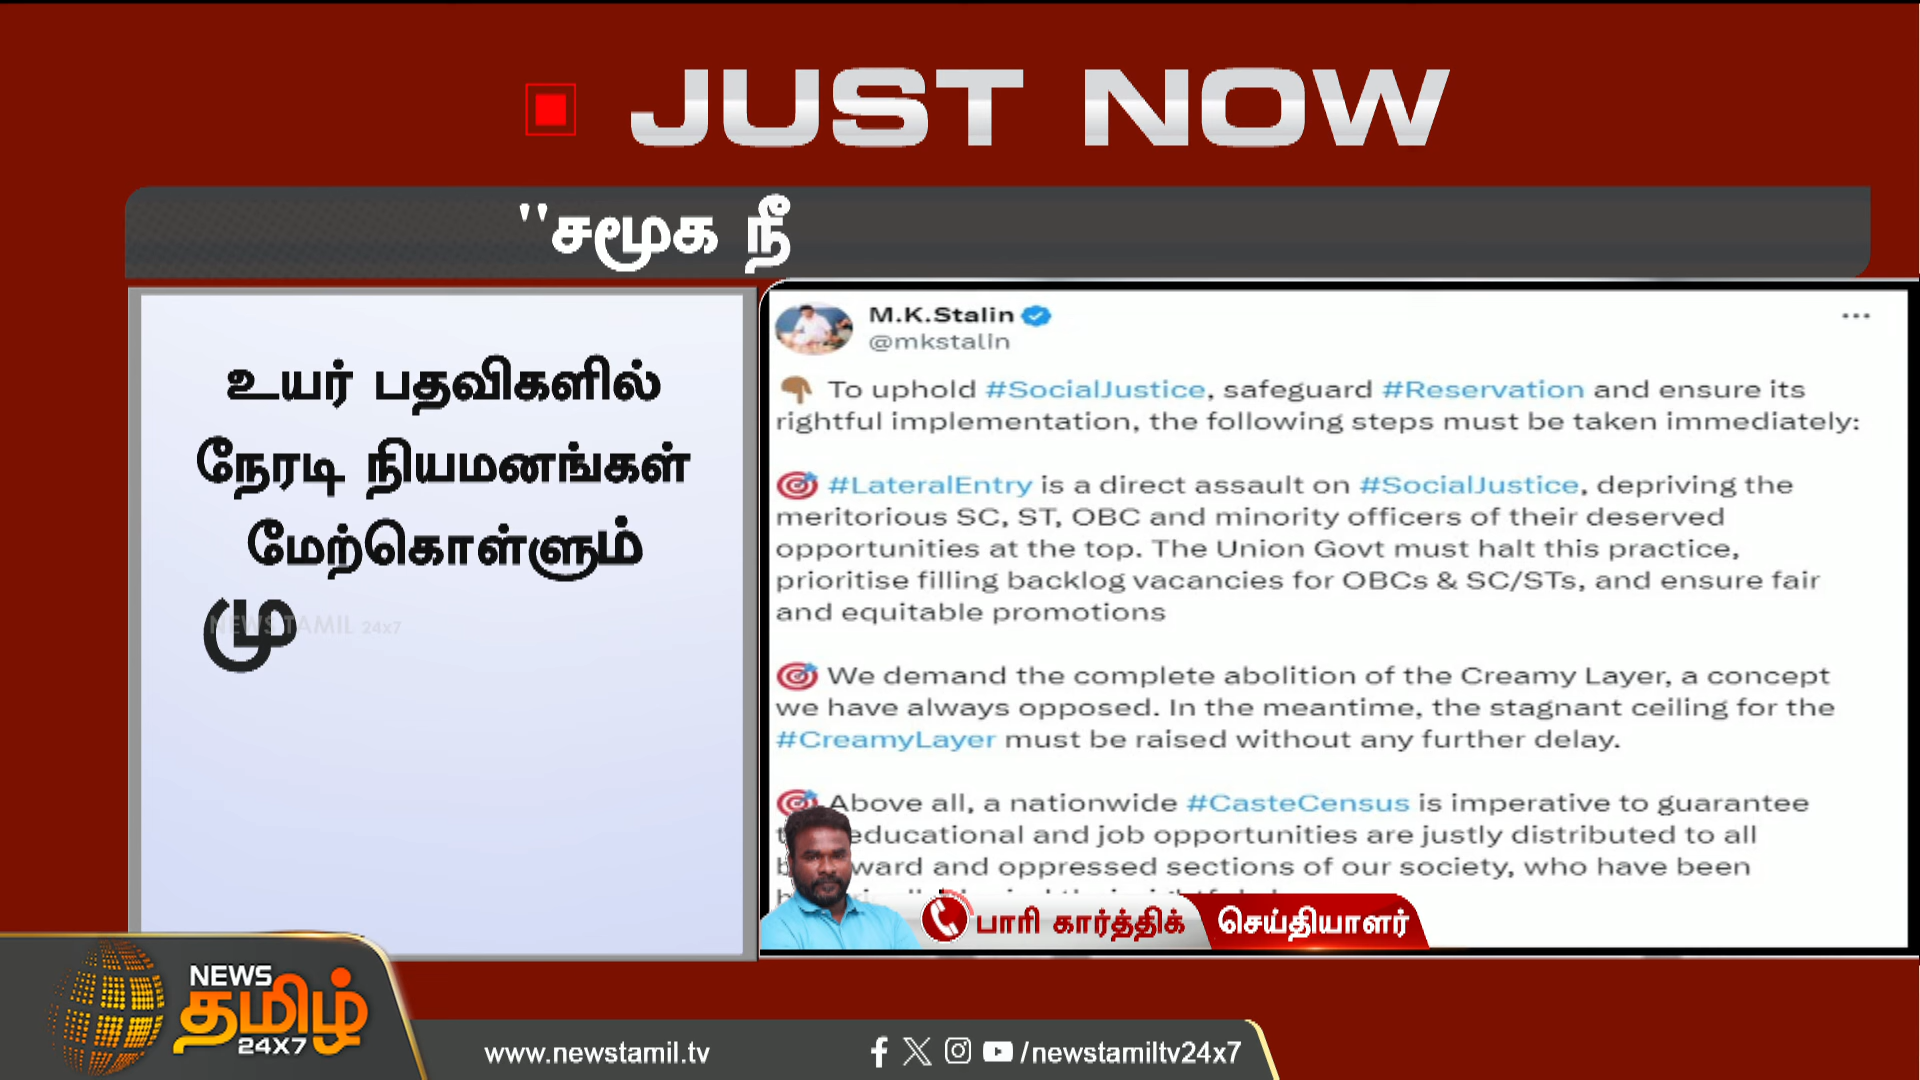 JUST NOW
"சமூக நீ
உயர் பதவிகளில்
நேரடி நியமனங்கள்
மேற்கொள்ளும்
மு
NEWS TAMIL 24x7
M.K.Stalin
@mkstalin
To uphold #SocialJustice, safeguard #Reservation and ensure its
rightful implementation, the following steps must be taken immediately:
#LateralEntry is a direct assault on #SocialJustice, depriving the
meritorious SC, ST, OBC and minority officers of their deserved
opportunities at the top. The Union Govt must halt this practice,
prioritise filling backlog vacancies for OBCs & SC/STs, and ensure fair
and equitable promotions
We demand the complete abolition of the Creamy Layer, a concept
we have always opposed. In the meantime, the stagnant ceiling for the
#CreamyLayer must be raised without any further delay.
Above all, a nationwide #CasteCensus is imperative to guarantee
educational and job opportunities are justly distributed to all
and oppressed sections of our society, who have been
பாரி கார்த்திக் செய்தியாளர்
NEWS
தமிழ்
24X7
www.newstamil.tv /newstamiltv24x7